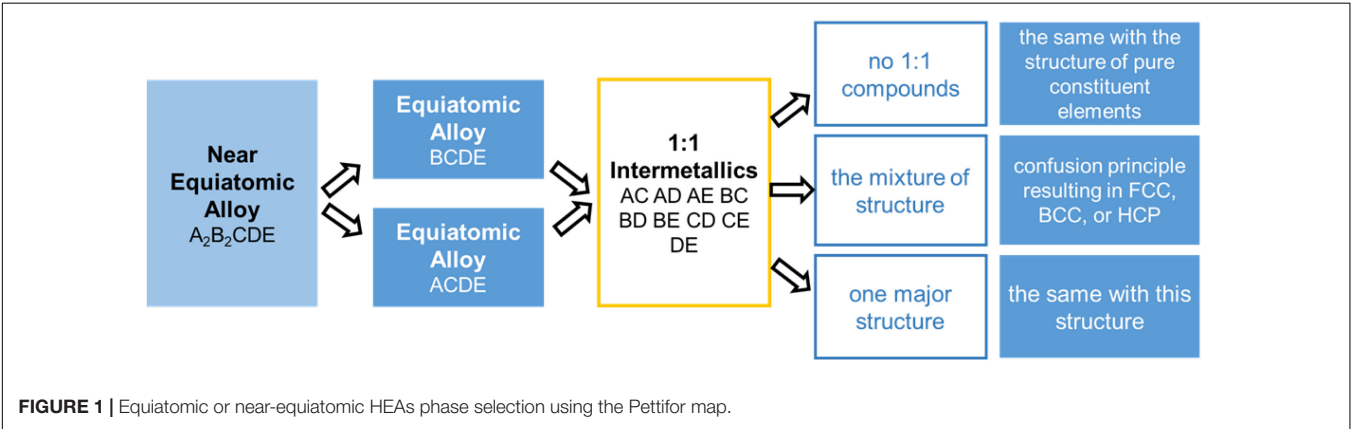 Near
Equiatomic
Alloy
A₂B₂CDE
Equiatomic
Alloy
BCDE
Equiatomic
Alloy
ACDE
1:1
Intermetallics
AC AD AE BC
BD BE CD CE
DE
no 1:1
compounds
the same with the
structure of pure
constituent
elements
the mixture of
structure
confusion principle
resulting in FCC,
BCC, or HCP
one major
structure
the same with this
structure
FIGURE 1 | Equiatomic or near-equiatomic HEAs phase selection using the Pettifor map.